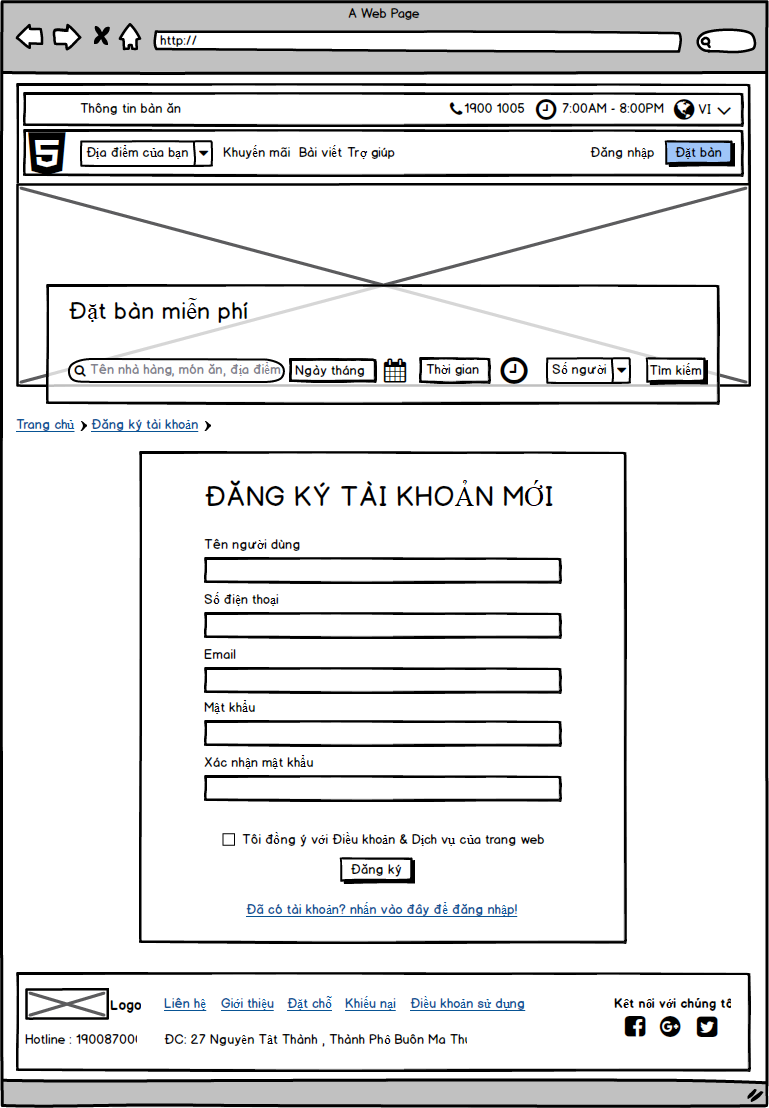 A Web Page
http://
Thông tin bàn ăn
1900 1005
7:00AM - 8:00PM
VI
5
Địa điểm của bạn
Khuyến mãi Bài viết Trợ giúp
Đăng nhập
Đặt bàn
Đặt bàn miễn phí
Tên nhà hàng, món ăn, địa điểm
Ngày tháng
Thời gian
Số người
Tìm kiếm
Trang chủ
Đăng ký tài khoản
ĐĂNG KÝ TÀI KHOẢN MỚI
Tên người dùng
Số điện thoại
Email
Mật khẩu
Xác nhận mật khẩu
Tôi đồng ý với Điều khoản & Dịch vụ của trang web
Đăng ký
Đã có tài khoản? nhấn vào đây để đăng nhập!
Logo
Liên hệ Giới thiệu Đặt chỗ Khiếu nại Điều khoản sử dụng
Kết nối với chúng
Hotline : 19008700
ĐC: 27 Nguyễn Tất Thành , Thành Phố Buôn Ma